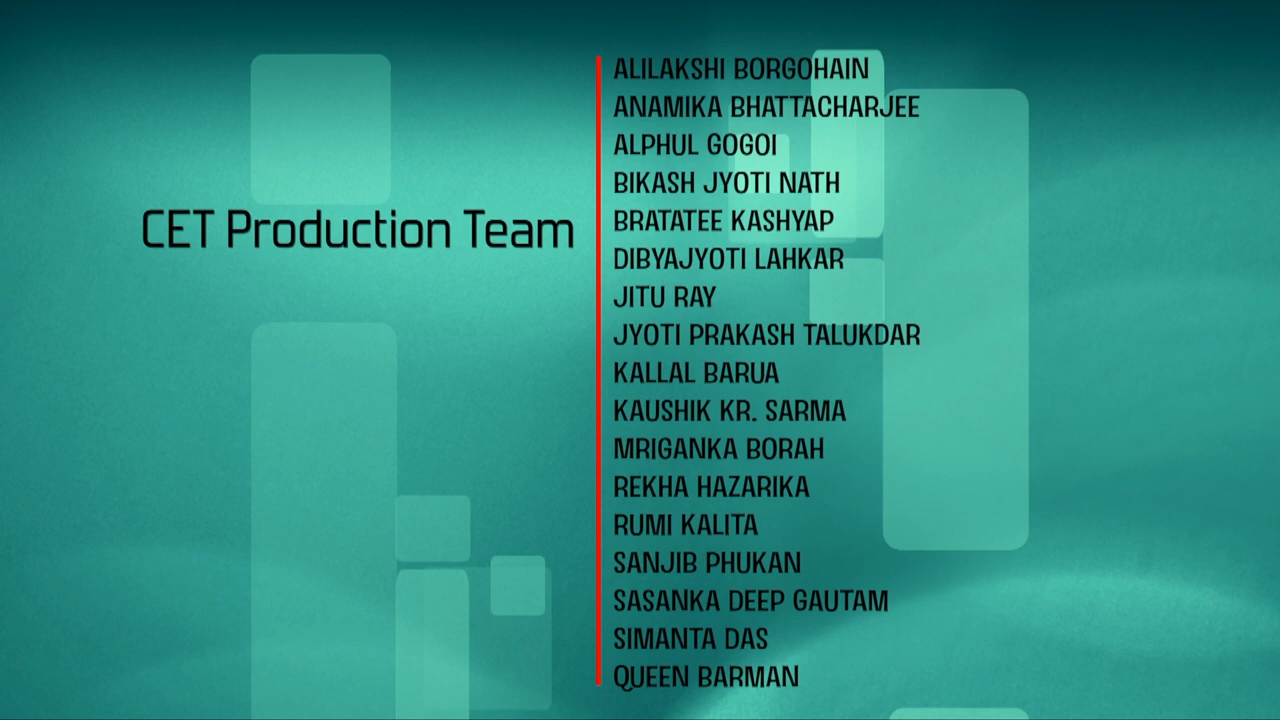 CET Production Team
ALILAKSHI BORGOHAIN
ANAMIKA BHATTACHARJEE
ALPHUL GOGOI
BIKASH JYOTI NATH
BRATATEE KASHYAP
DIBYAJYOTI LAHKAR
JITU RAY
JYOTI PRAKASH TALUKDAR
KALLAL BARUA
KAUSHIK KR. SARMA
MRIGANKA BORAH
REKHA HAZARIKA
RUMI KALITA
SANJIB PHUKAN
SASANKA DEEP GAUTAM
SIMANTA DAS
QUEEN BARMAN